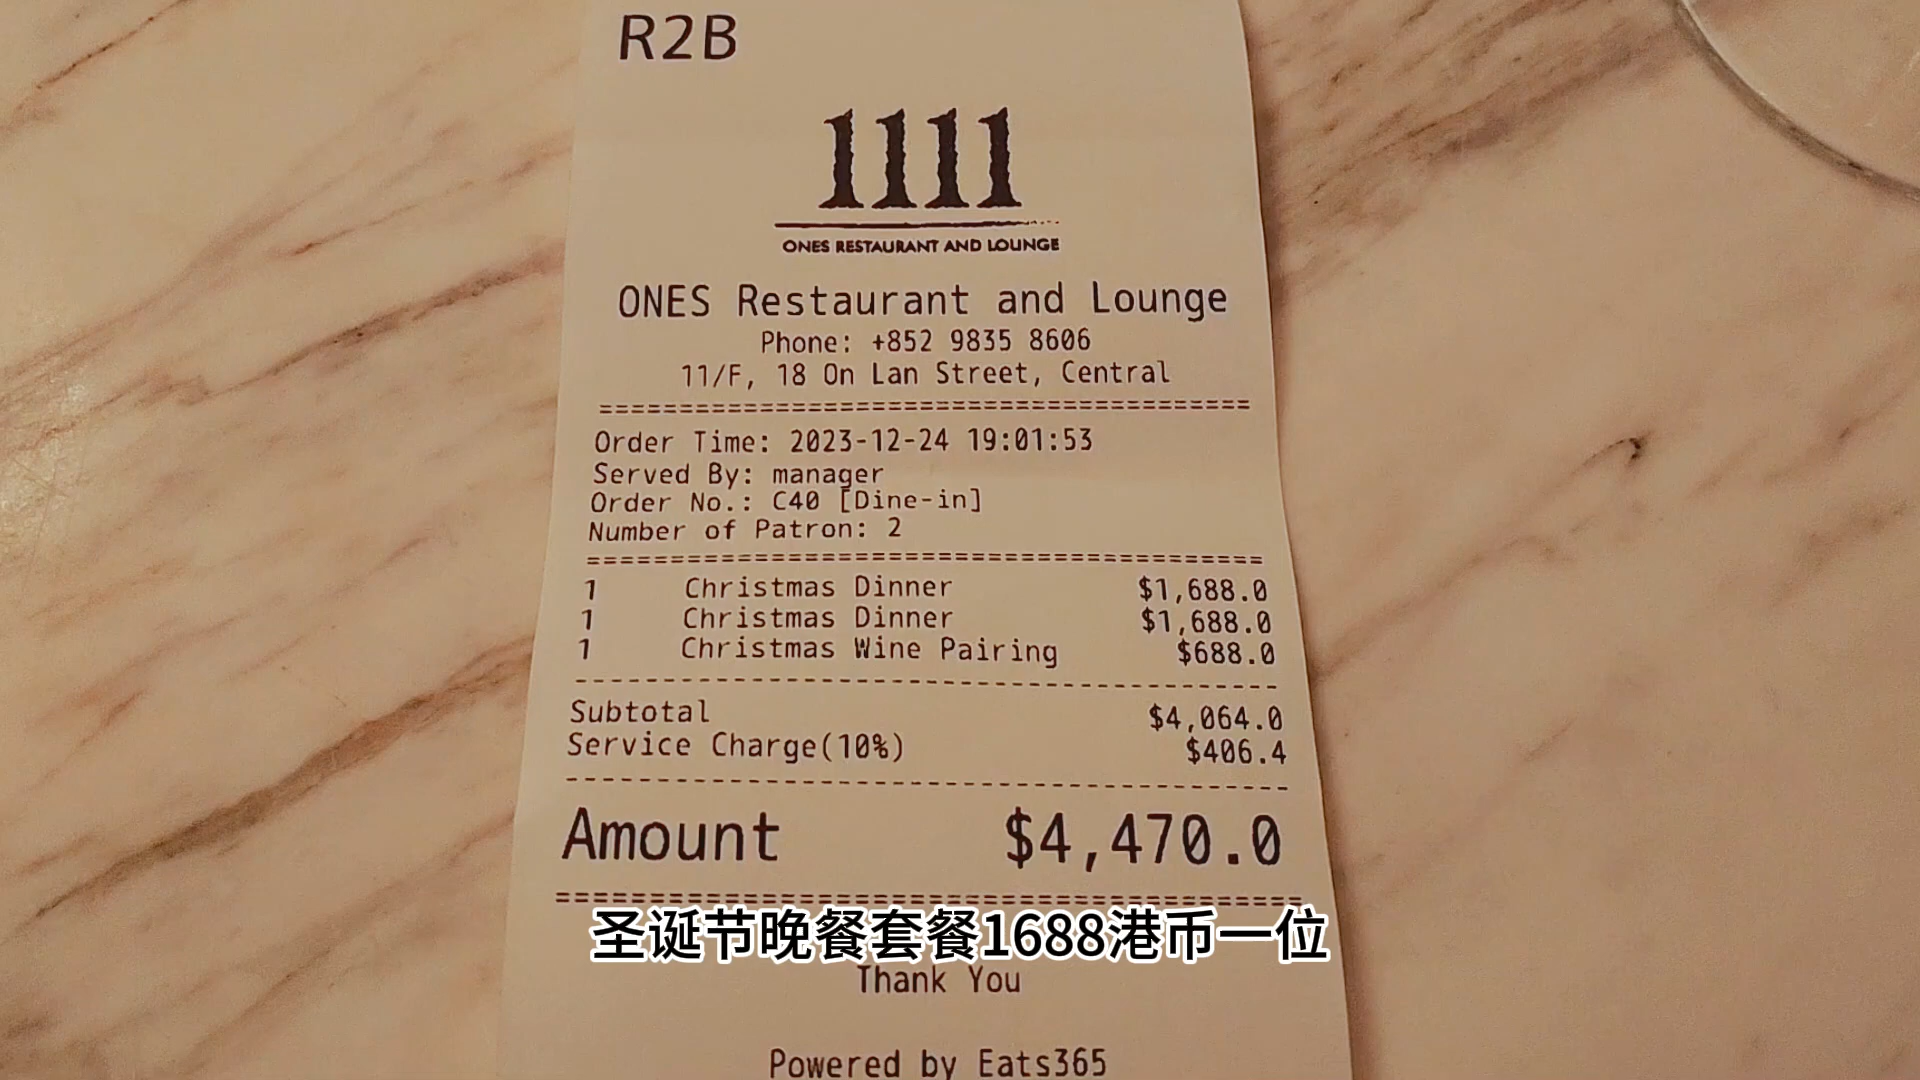 R2B
1111
ONES RESTAURANT AND LOUNGE
ONES Restaurant and Lounge
Phone: +852 9835 8606
11/F, 18 On Lan Street, Central
========================================
Order Time: 2023-12-24 19:01:53
Served By: manager
Order No.: C40 [Dine-in]
Number of Patron: 2
========================================
1 Christmas Dinner $1,688.0
1 Christmas Dinner $1,688.0
1 Christmas Wine Pairing $688.0
----------------------------------------
Subtotal $4,064.0
Service Charge(10%) $406.4
----------------------------------------
Amount $4,470.0
========================================
圣诞节晚餐套餐1688港币一位
Thank You
Powered by Eats365